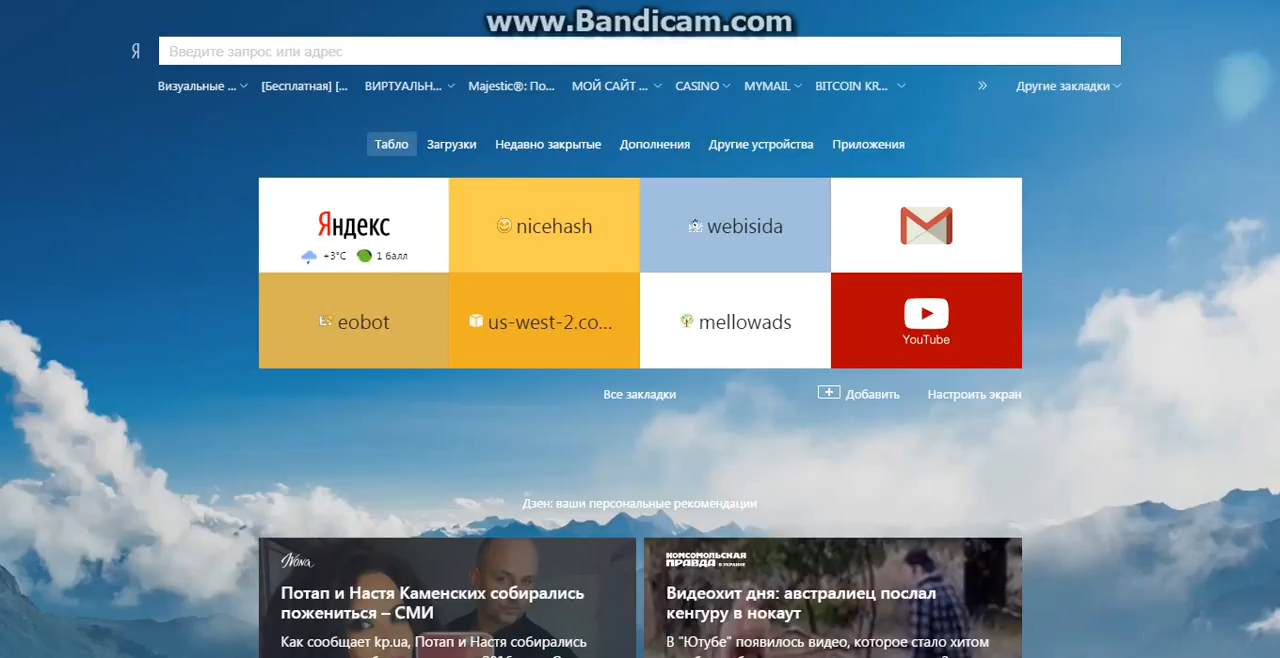 www.Bandicam.com
Я Введите запрос или адрес
Визуальные ... [Бесплатная] [... ВИРТУАЛЬН... Majestic®: По... МОЙ САЙТ ... CASINO MYMAIL BITCOIN KR... » Другие закладки
Табло Загрузки Недавно закрытые Дополнения Другие устройства Приложения
Яндекс
+3°C 1 балл
nicehash
webisida
eobot
us-west-2.co...
mellowads
YouTube
Все закладки Добавить Настроить экран
Дзен: ваши персональные рекомендации
Wona
Потап и Настя Каменских собирались
пожениться – СМИ
Как сообщает kp.ua, Потап и Настя собирались
КОМСОМОЛЬСКАЯ
ПРАВДА В УКРАИНЕ
Видеохит дня: австралиец послал
кенгуру в нокаут
В "Ютубе" появилось видео, которое стало хитом